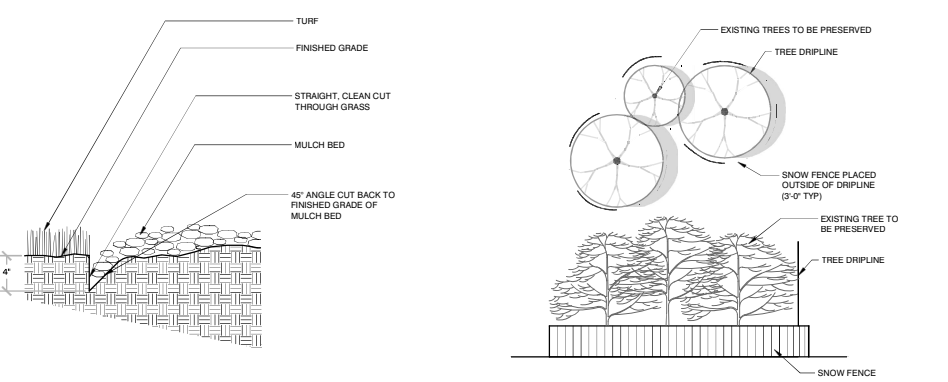 TURF
FINISHED GRADE
STRAIGHT, CLEAN CUT
THROUGH GRASS
MULCH BED
45° ANGLE CUT BACK TO
FINISHED GRADE OF
MULCH BED
4"
EXISTING TREES TO BE PRESERVED
TREE DRIPLINE
SNOW FENCE PLACED
OUTSIDE OF DRIPLINE
(3'-0" TYP)
EXISTING TREE TO
BE PRESERVED
TREE DRIPLINE
SNOW FENCE